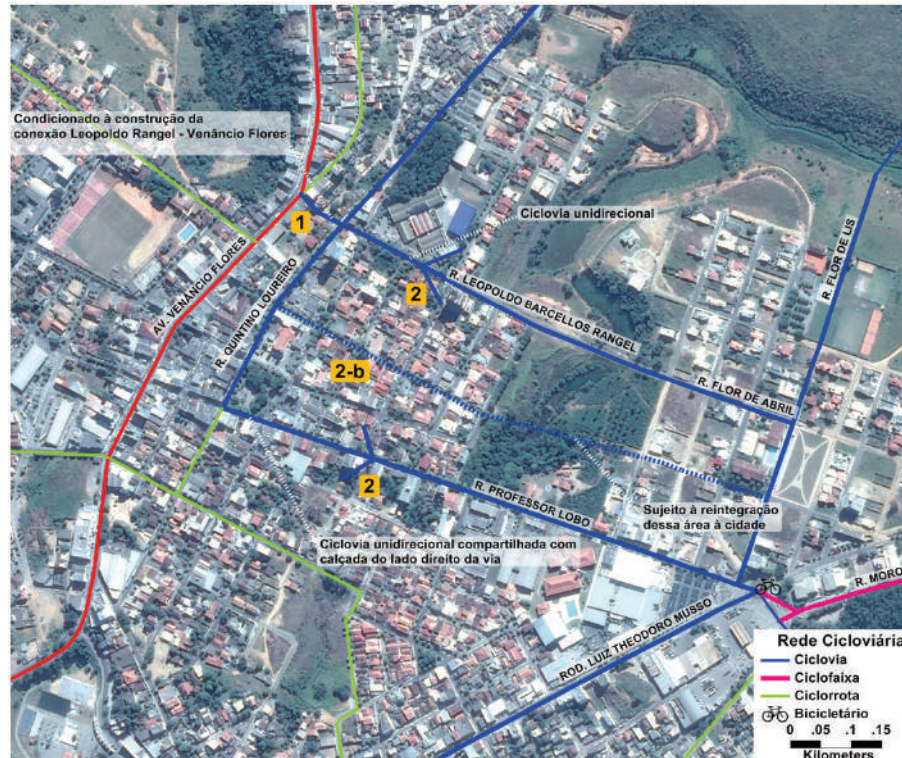 Condicionado à construção da
conexão Leopoldo Rangel - Venâncio Flores
1
Ciclovia unidirecional
AV. VENÂNCIO FLORES
R. QUINTINO LOUREIRO
2
R. LEOPOLDO BARCELLOS RANGEL
R. FLOR DE LIS
2-b
R. FLOR DE ABRIL
2
R. PROFESSOR LOBO
Sujeito à reintegração
dessa área à cidade
Ciclovia unidirecional compartilhada com
calçada do lado direito da via
R. MORO
ROD. LUIZ THEODORO MUSSO
Rede Cicloviária
Ciclovia
Ciclofaixa
Ciclorrota
Bicicletário
0 .05 .1 .15
Kilometers